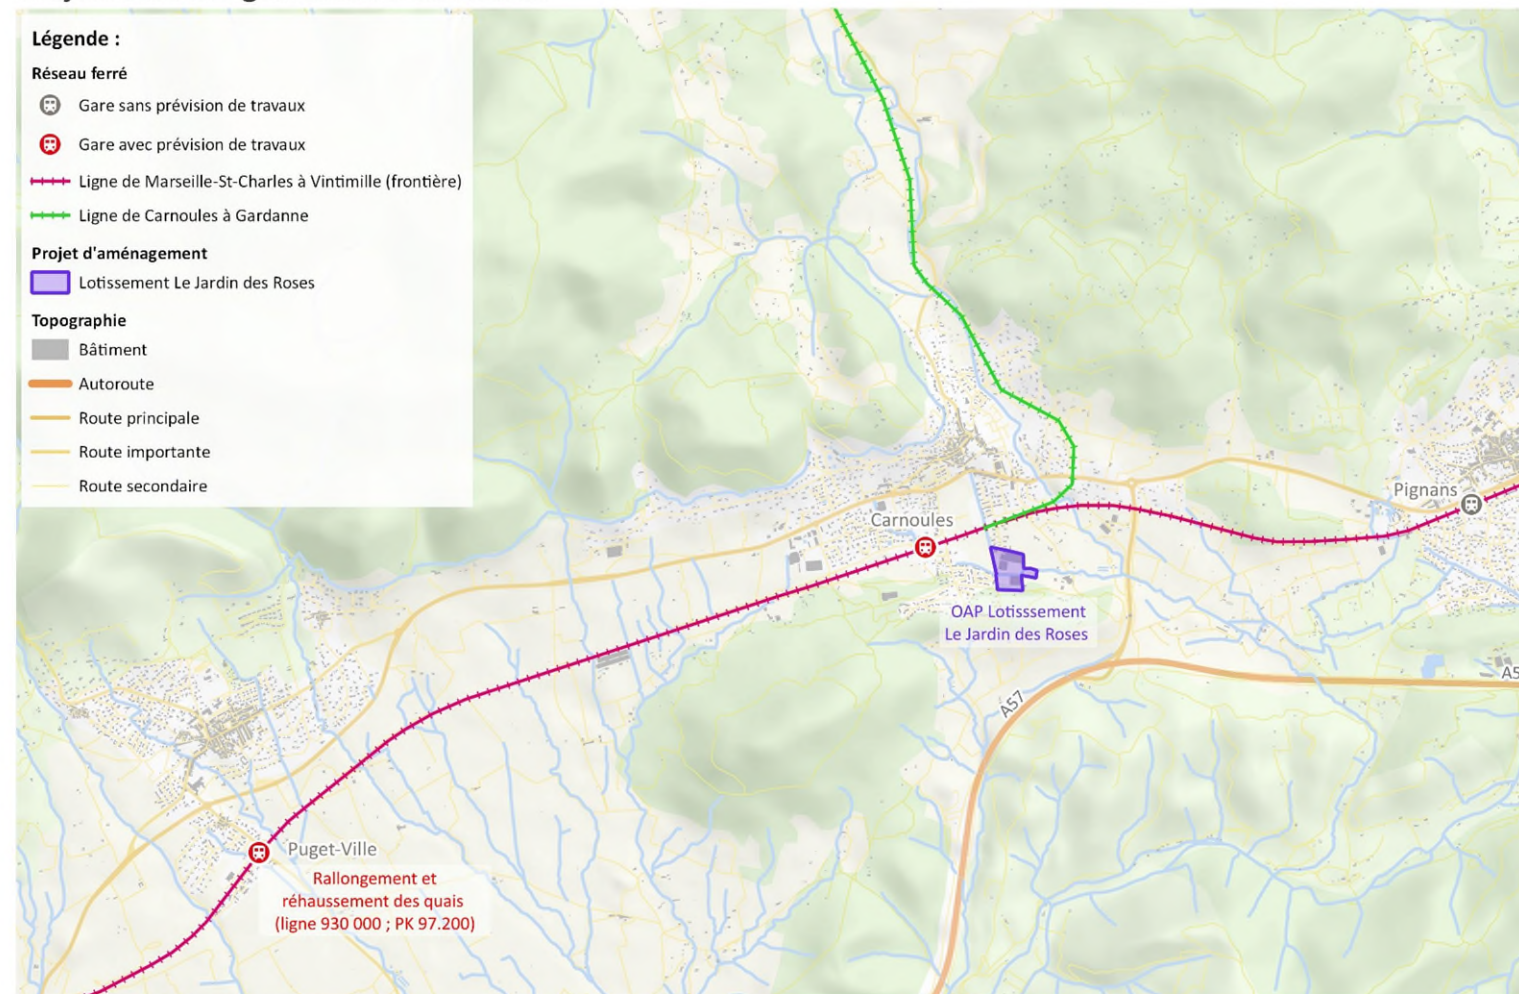 Légende :
Réseau ferré
Gare sans prévision de travaux
Gare avec prévision de travaux
Ligne de Marseille-St-Charles à Vintimille (frontière)
Ligne de Carnoules à Gardanne
Projet d'aménagement
Lotissement Le Jardin des Roses
Topographie
Bâtiment
Autoroute
Route principale
Route importante
Route secondaire
Pignans
Carnoules
OAP Lotisssement
Le Jardin des Roses
A5
A57
Puget-Ville
Rallongement et
réhaussement des quais
(ligne 930 000 ; PK 97.200)